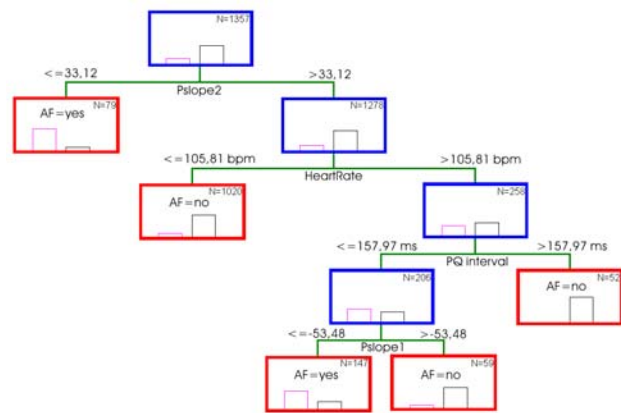 N=1357
<=33,12 >33,12
Pslope2
N=79
AF=yes
N=1278
<=105,81 bpm >105,81 bpm
HeartRate
N=1020
AF=no
N=258
<=157,97 ms >157,97 ms
PQ interval
N=206
N=52
AF=no
<=-53,48 >-53,48
Pslope1
N=147
AF=yes
N=59
AF=no